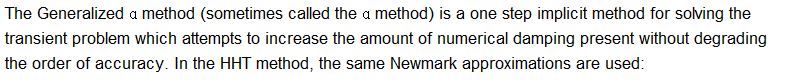 The Generalized α method (sometimes called the α method) is a one step implicit method for solving the
transient problem which attempts to increase the amount of numerical damping present without degrading
the order of accuracy. In the HHT method, the same Newmark approximations are used: